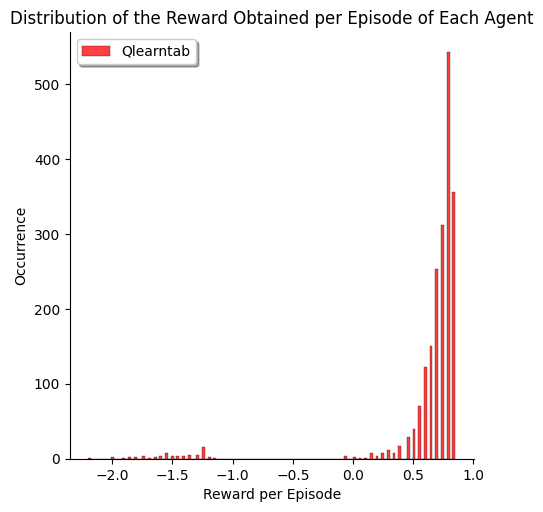 Distribution of the Reward Obtained per Episode of Each Agent
Qlearntab
Occurrence
500
400
300
200
100
0
−2.0 −1.5 −1.0 −0.5 0.0 0.5 1.0
Reward per Episode